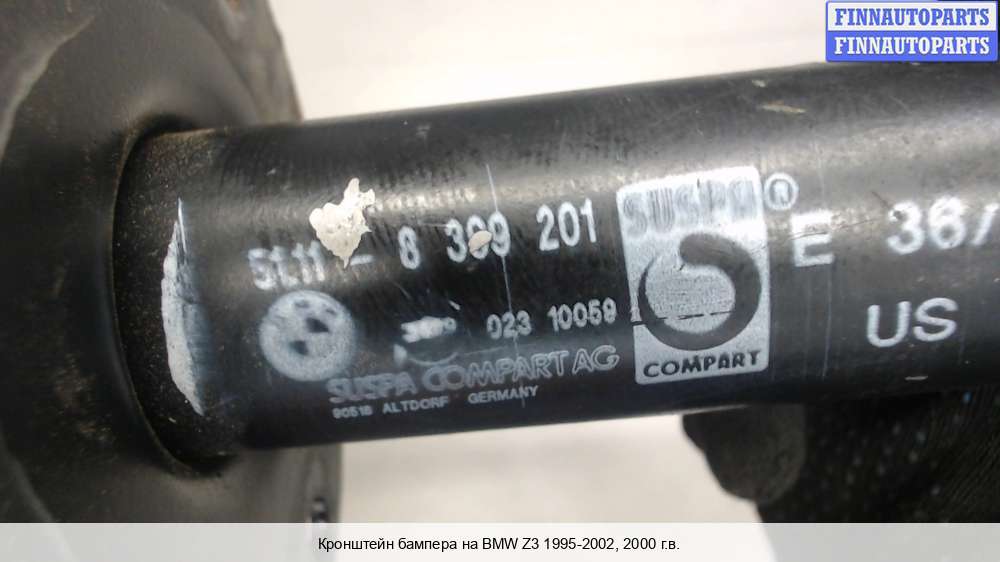 FINNAUTOPARTS
FINNAUTOPARTS
51.11 – 8 399 201
SUSPA®
E 36/
US
023 10059
COMPART
SUSPA COMPART AG
90518 ALTDORF GERMANY
Кронштейн бампера на BMW Z3 1995-2002, 2000 г.в.